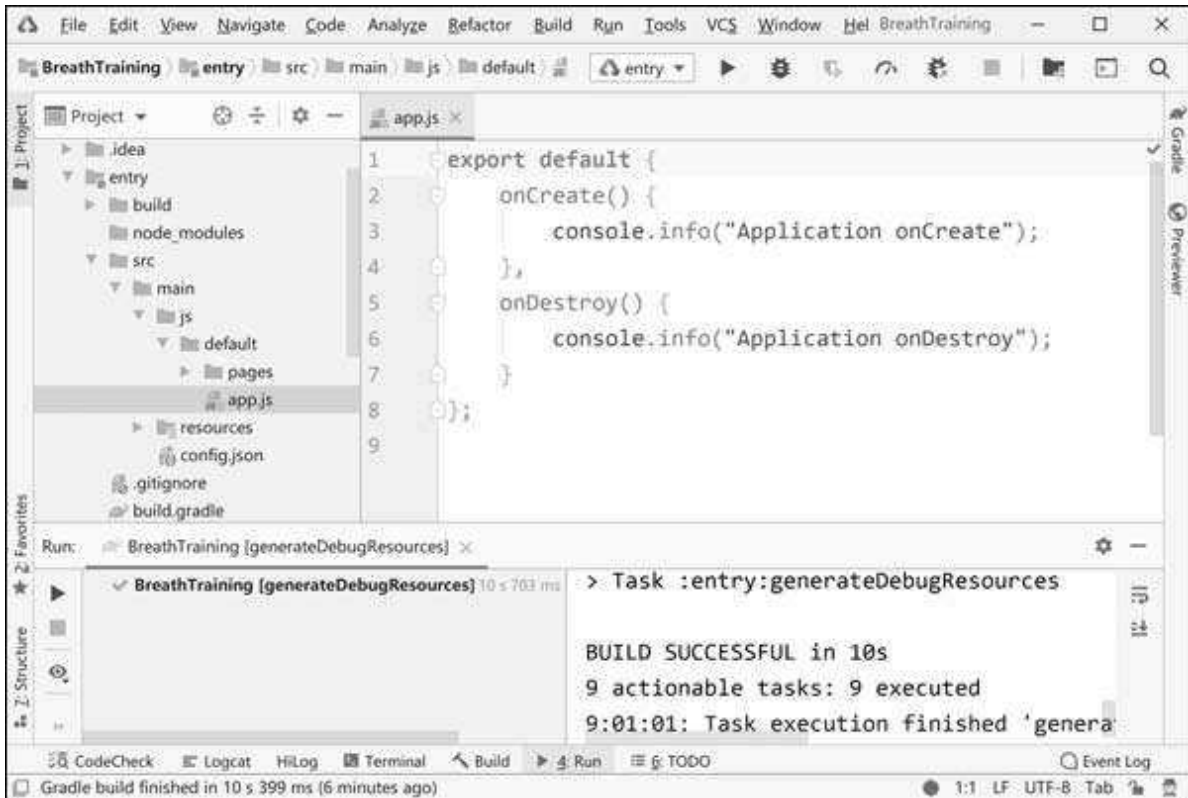 File Edit View Navigate Code Analyze Refactor Build Run Tools VCS Window Hel BreathTraining
BreathTraining entry src main js default entry
1: Project
Project
app.js
Gradle
Previewer
.idea
entry
build
node_modules
src
main
js
default
pages
app.js
resources
config.json
.gitignore
build.gradle
1 export default {
2 onCreate() {
3 console.info("Application onCreate");
4 },
5 onDestroy() {
6 console.info("Application onDestroy");
7 }
8 };
9
2: Favorites
Z: Structure
Run: BreathTraining [generateDebugResources]
BreathTraining [generateDebugResources] 10 s 703 ms
> Task :entry:generateDebugResources
BUILD SUCCESSFUL in 10s
9 actionable tasks: 9 executed
9:01:01: Task execution finished 'genera
CodeCheck Logcat HiLog Terminal Build 4: Run 6: TODO Event Log
Gradle build finished in 10 s 399 ms (6 minutes ago) 1:1 LF UTF-8 Tab